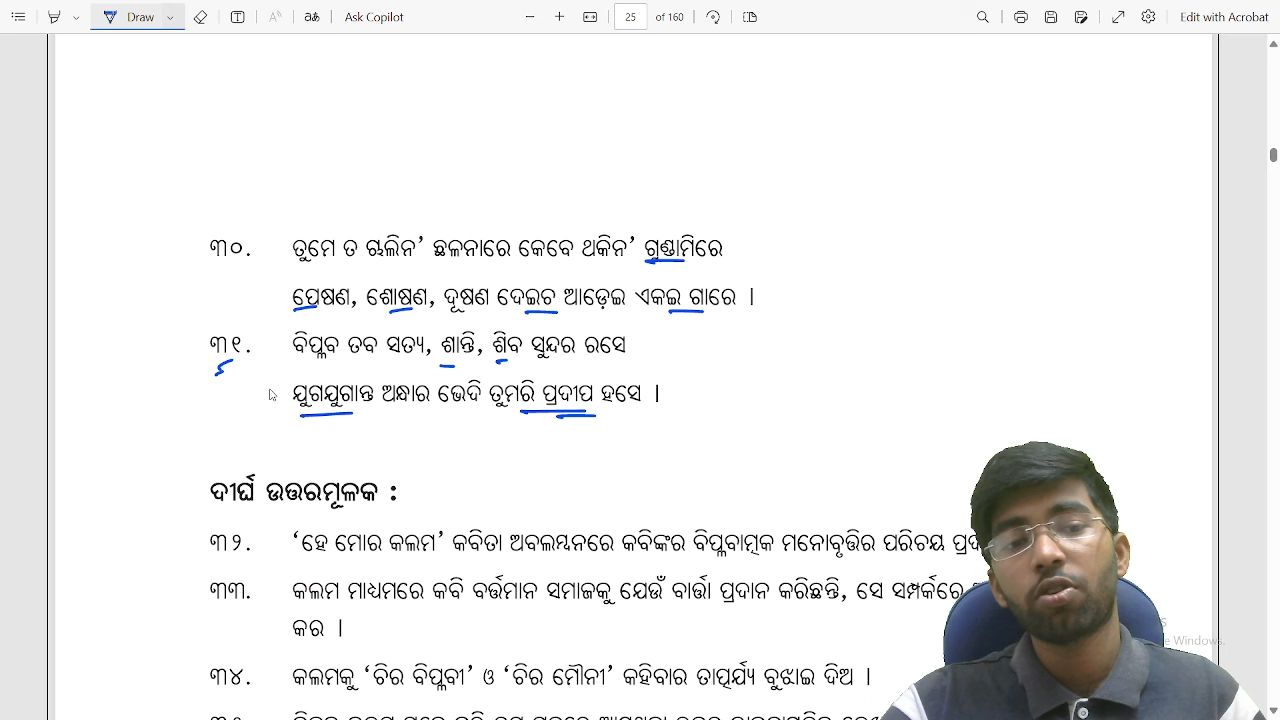 Draw
Ask Copilot
25 of 160
Edit with Acrobat
୩୦. ତୁମେ ତ ଭଲିନ’ ଛଳନାରେ କେବେ ଥକିନ’ ଗୁଣ୍ଡାମିରେ
ପେଷଣ, ଶୋଷଣ, ଦୂଷଣ ଦେଇଚ ଆଡ଼େଇ ଏକଇ ଗାରେ ।
୩୧. ବିପ୍ଳବ ତବ ସତ୍ୟ, ଶାନ୍ତି, ଶିବ ସୁନ୍ଦର ରସେ
ଯୁଗଯୁଗାନ୍ତ ଅନ୍ଧାର ଭେଦି ତୁମରି ପ୍ରଦୀପ ହସେ ।
ଦୀର୍ଘ ଉତ୍ତରମୂଳକ :
୩୨. ‘ହେ ମୋର କଲମ’ କବିତା ଅବଲମ୍ବନରେ କବିଙ୍କର ବିପ୍ଳବାତ୍ମକ ମନୋବୃତ୍ତିର ପରିଚୟ
୩୩. କଲମ ମାଧ୍ୟମରେ କବି ବର୍ତ୍ତମାନ ସମାଜକୁ ଯେଉଁ ବାର୍ତ୍ତା ପ୍ରଦାନ କରିଛନ୍ତି, ସେ ସମ୍ପର୍କରେ
କର ।
୩୪. କଲମକୁ ‘ଚିର ବିପ୍ଳବୀ’ ଓ ‘ଚିର ମୌନୀ’ କହିବାର ତାତ୍ପର୍ଯ୍ୟ ବୁଝାଇ ଦିଅ ।